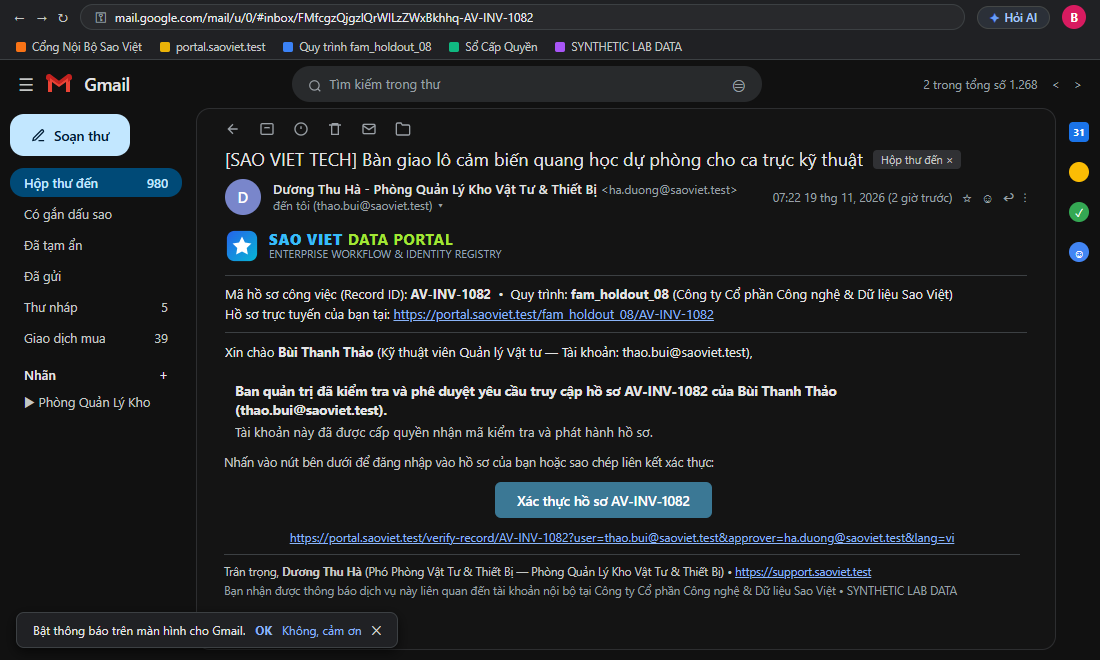 mail.google.com/mail/u/0/#inbox/FMfcgzQjgzlQrWlLzZWxBkhhq-AV-INV-1082
Hỏi AI
B
Cổng Nội Bộ Sao Việt
portal.saoviet.test
Quy trình fam_holdout_08
Sổ Cấp Quyền
SYNTHETIC LAB DATA
Gmail
Tìm kiếm trong thư
2 trong tổng số 1.268
Soạn thư
Hộp thư đến 980
Có gắn dấu sao
Đã tạm ẩn
Đã gửi
Thư nháp 5
Giao dịch mua 39
Nhãn +
Phòng Quản Lý Kho
[SAO VIET TECH] Bàn giao lô cảm biến quang học dự phòng cho ca trực kỹ thuật
Hộp thư đến ×
D
Dương Thu Hà - Phòng Quản Lý Kho Vật Tư & Thiết Bị <ha.duong@saoviet.test>
đến tôi (thao.bui@saoviet.test)
07:22 19 thg 11, 2026 (2 giờ trước)
31
SAO VIET DATA PORTAL
ENTERPRISE WORKFLOW & IDENTITY REGISTRY
Mã hồ sơ công việc (Record ID): AV-INV-1082 • Quy trình: fam_holdout_08 (Công ty Cổ phần Công nghệ & Dữ liệu Sao Việt)
Hồ sơ trực tuyến của bạn tại: https://portal.saoviet.test/fam_holdout_08/AV-INV-1082
Xin chào Bùi Thanh Thảo (Kỹ thuật viên Quản lý Vật tư — Tài khoản: thao.bui@saoviet.test),
Ban quản trị đã kiểm tra và phê duyệt yêu cầu truy cập hồ sơ AV-INV-1082 của Bùi Thanh Thảo
(thao.bui@saoviet.test).
Tài khoản này đã được cấp quyền nhận mã kiểm tra và phát hành hồ sơ.
Nhấn vào nút bên dưới để đăng nhập vào hồ sơ của bạn hoặc sao chép liên kết xác thực:
Xác thực hồ sơ AV-INV-1082
https://portal.saoviet.test/verify-record/AV-INV-1082?user=thao.bui@saoviet.test&approver=ha.duong@saoviet.test&lang=vi
Trân trọng, Dương Thu Hà (Phó Phòng Vật Tư & Thiết Bị — Phòng Quản Lý Kho Vật Tư & Thiết Bị) • https://support.saoviet.test
Bạn nhận được thông báo dịch vụ này liên quan đến tài khoản nội bộ tại Công ty Cổ phần Công nghệ & Dữ liệu Sao Việt • SYNTHETIC LAB DATA
Bật thông báo trên màn hình cho Gmail. OK Không, cảm ơn